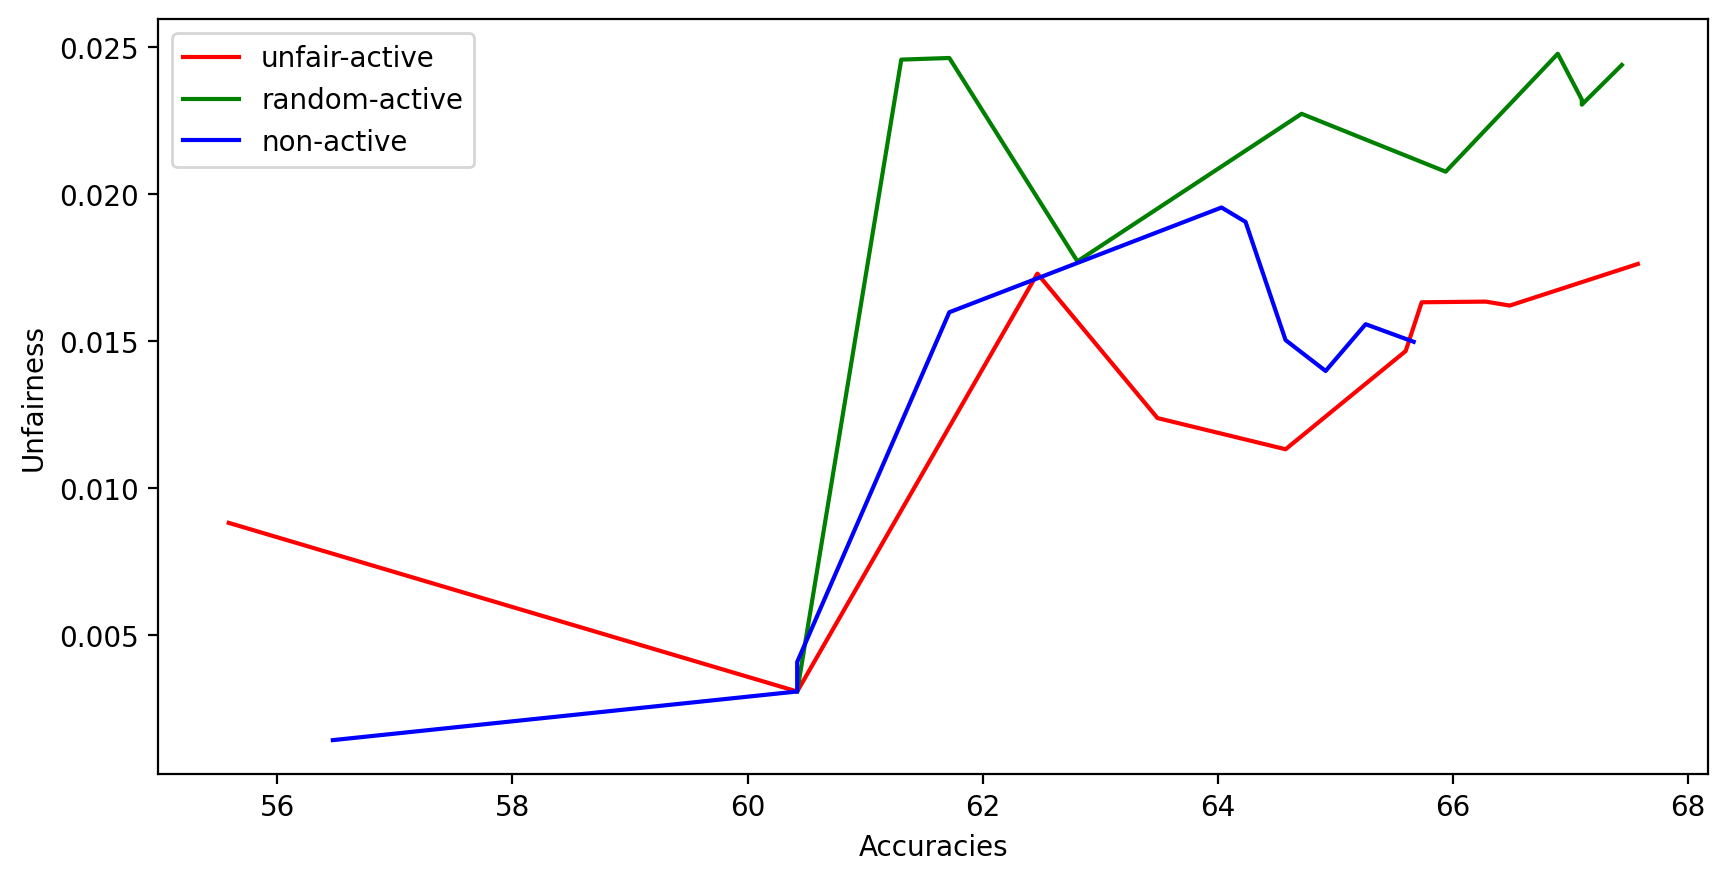 unfair-active
random-active
non-active
0.025
0.020
0.015
0.010
0.005
Unfairness
56 58 60 62 64 66 68
Accuracies